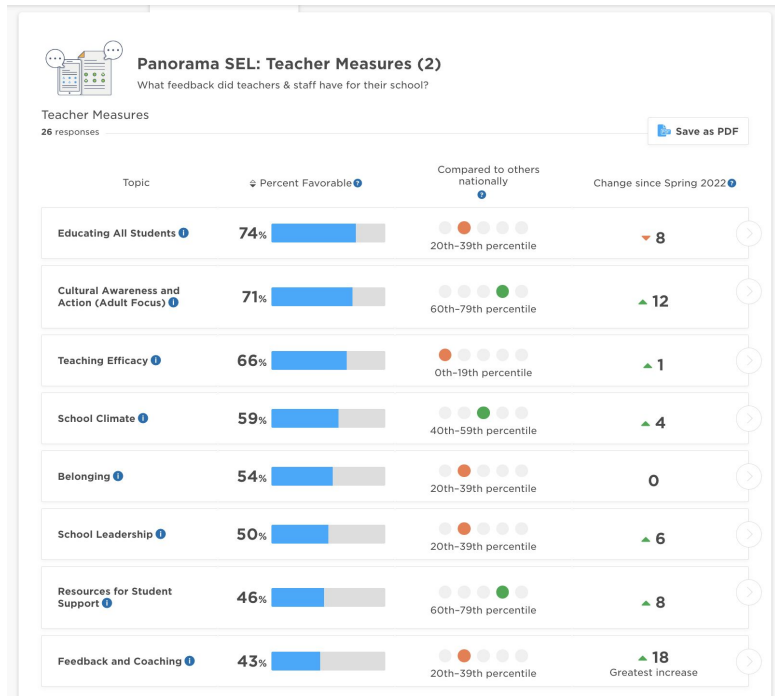 Panorama SEL: Teacher Measures (2)
What feedback did teachers & staff have for their school?
Teacher Measures
26 responses
Save as PDF
Topic
Percent Favorable
Compared to others
nationally
Change since Spring 2022
Educating All Students
74%
20th–39th percentile
8
Cultural Awareness and
Action (Adult Focus)
71%
60th–79th percentile
12
Teaching Efficacy
66%
0th–19th percentile
1
School Climate
59%
40th–59th percentile
4
Belonging
54%
20th–39th percentile
0
School Leadership
50%
20th–39th percentile
6
Resources for Student
Support
46%
60th–79th percentile
8
Feedback and Coaching
43%
20th–39th percentile
18
Greatest increase